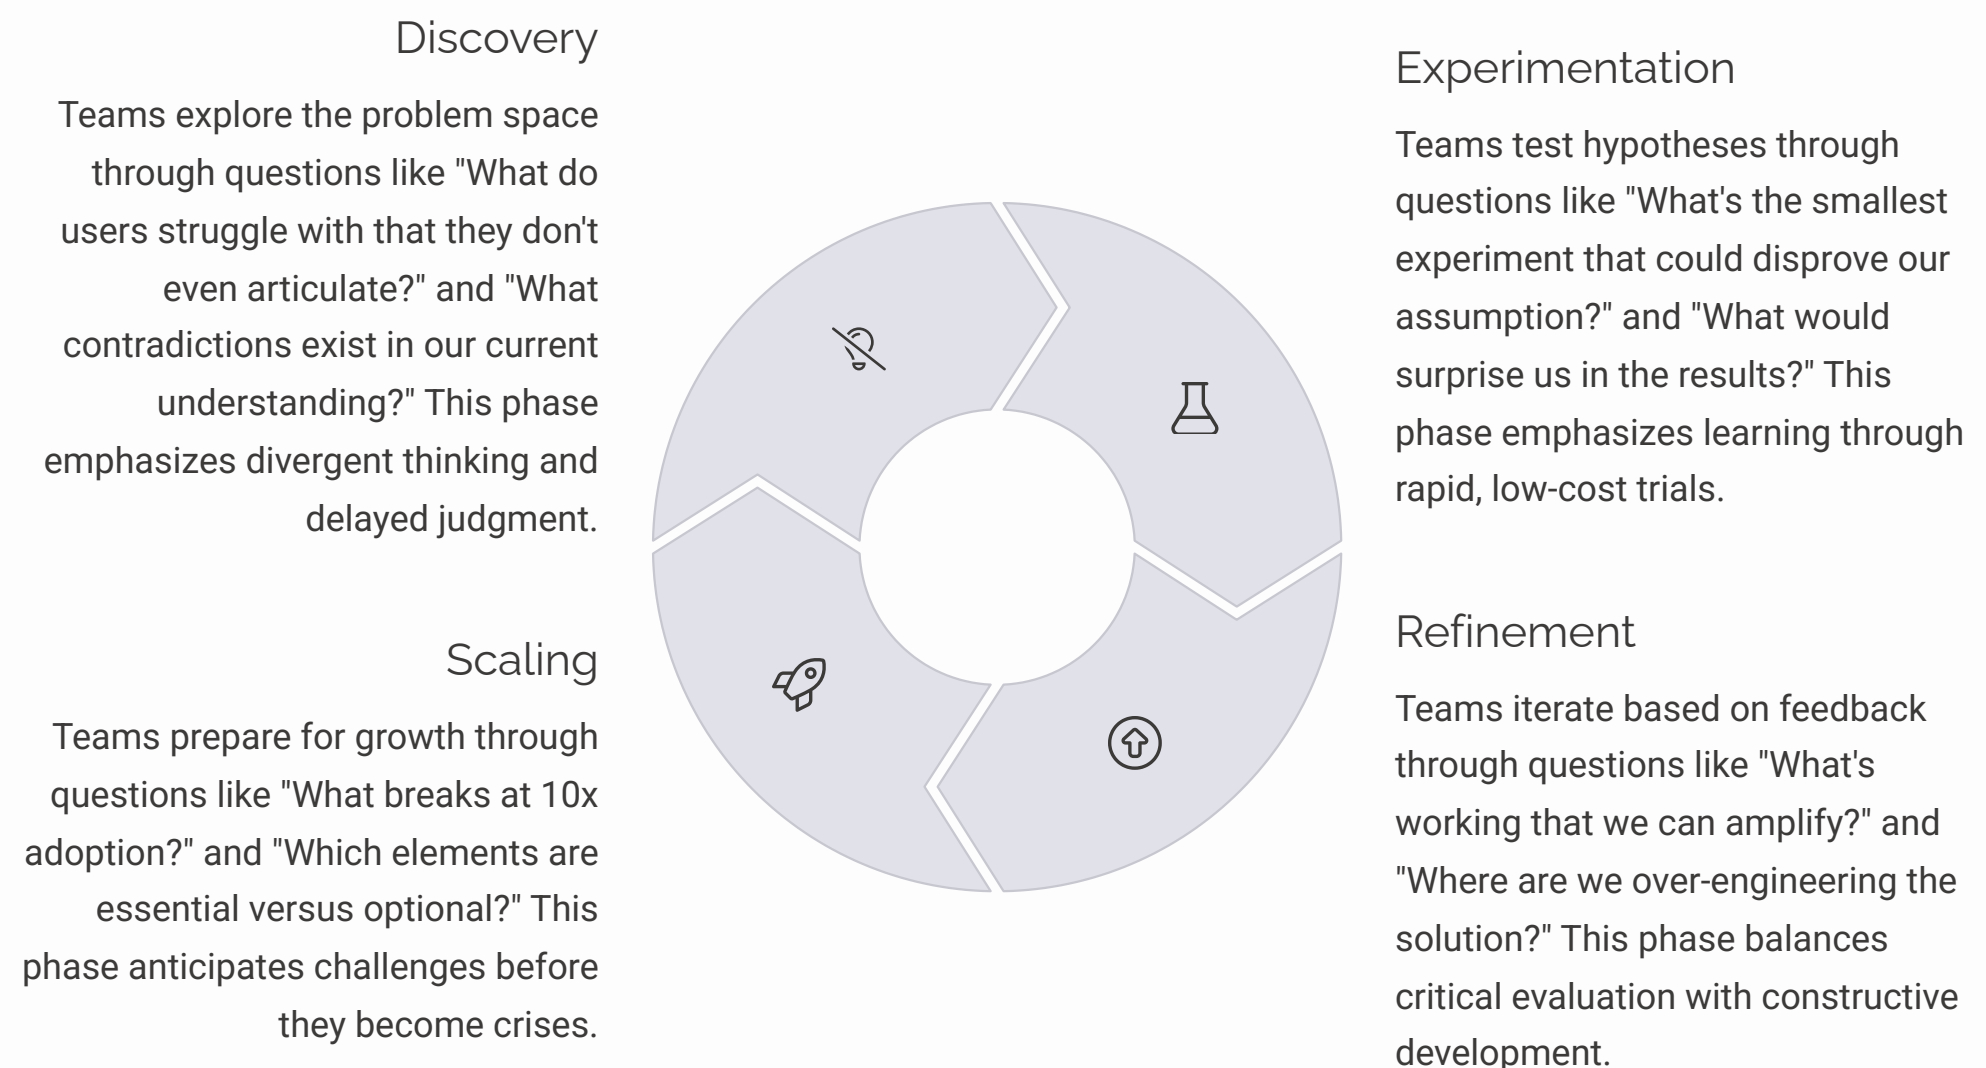 Discovery
Teams explore the problem space
through questions like "What do
users struggle with that they don't
even articulate?" and "What
contradictions exist in our current
understanding?" This phase
emphasizes divergent thinking and
delayed judgment.
Experimentation
Teams test hypotheses through
questions like "What's the smallest
experiment that could disprove our
assumption?" and "What would
surprise us in the results?" This
phase emphasizes learning through
rapid, low-cost trials.
Refinement
Teams iterate based on feedback
through questions like "What's
working that we can amplify?" and
"Where are we over-engineering the
solution?" This phase balances
critical evaluation with constructive
development.
Scaling
Teams prepare for growth through
questions like "What breaks at 10x
adoption?" and "Which elements are
essential versus optional?" This
phase anticipates challenges before
they become crises.